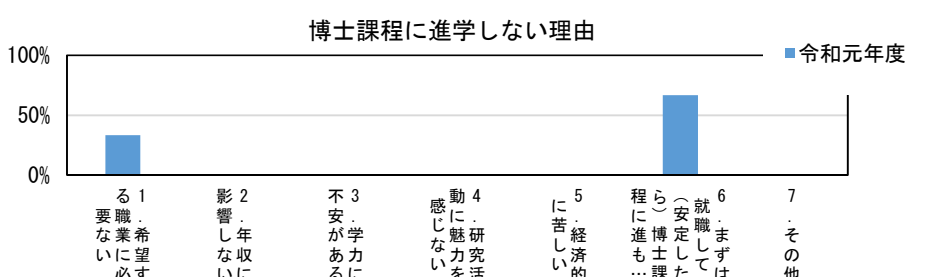 博士課程に進学しない理由
令和元年度
100%
50%
0%
1.希望す
る職業に必
要ない
2.年収に
影響しない
3.学力に
不安がある
4.研究活
動に魅力を
感じない
5.経済的
に苦しい
6.まずは
就職して
(安定した
ら)博士課
程に進も…
7.その他